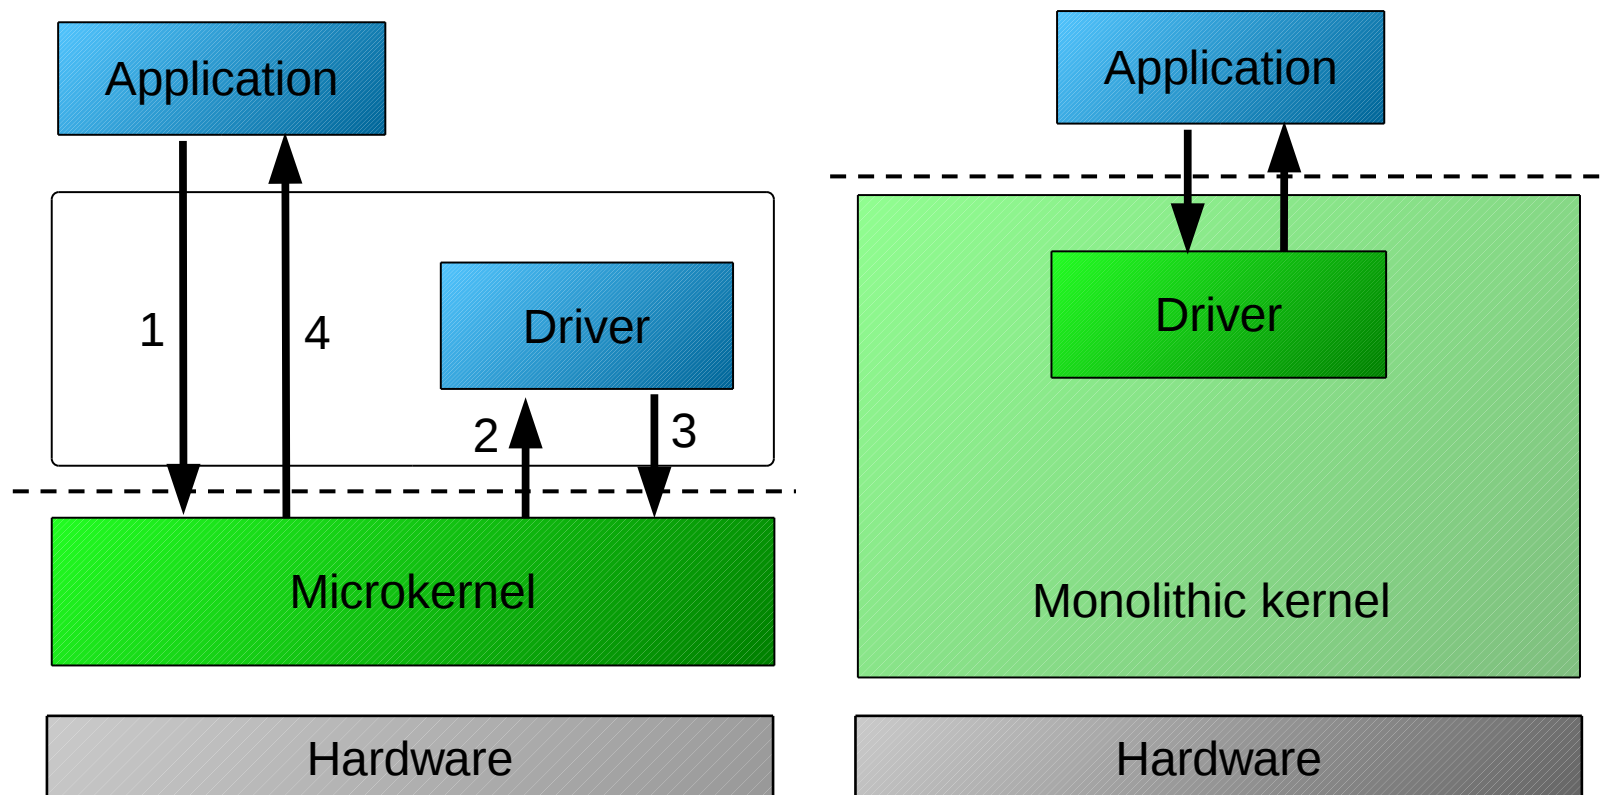 Application
1
4
Driver
2
3
Microkernel
Hardware
Application
Driver
Monolithic kernel
Hardware